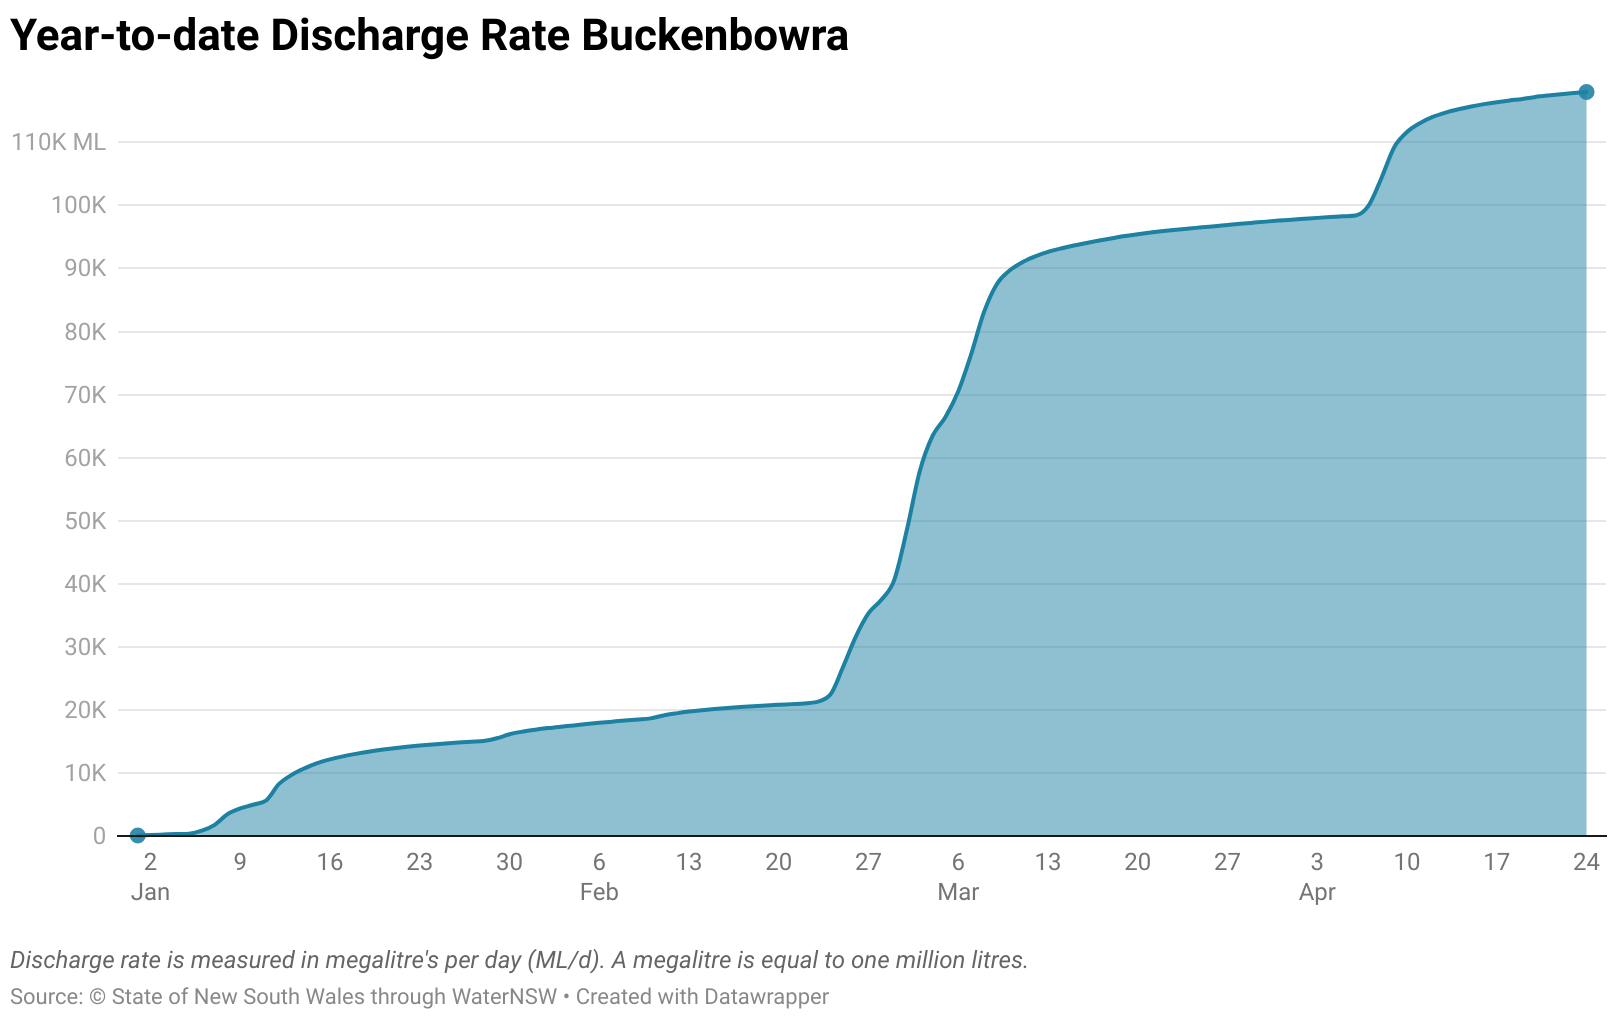 Year-to-date Discharge Rate Buckenbowra
110K ML
100K
90K
80K
70K
60K
50K
40K
30K
20K
10K
0
2 9 16 23 30 6 13 20 27 6 13 20 27 3 10 17 24
Jan Feb Mar Apr
Discharge rate is measured in megalitre's per day (ML/d). A megalitre is equal to one million litres.
Source: © State of New South Wales through WaterNSW • Created with Datawrapper